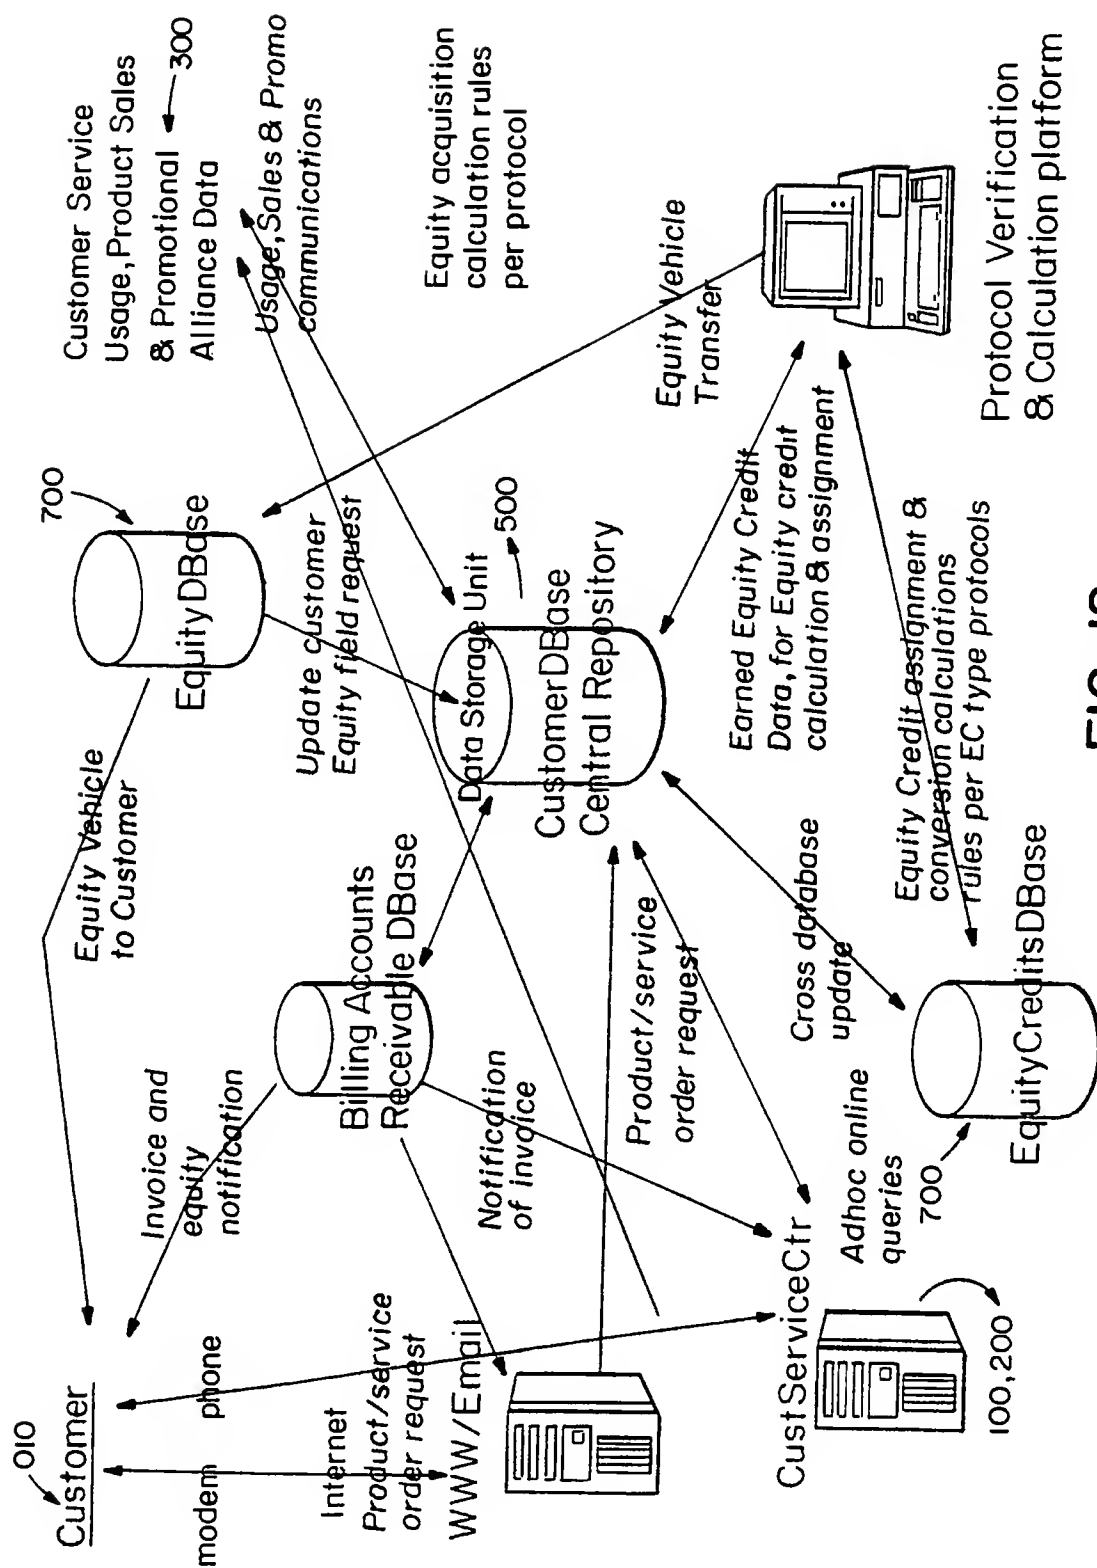 010
Customer
modem
phone
Internet
Product/service
order request
WWW/Email
Invoice and
equity
notification
Equity Vehicle
to Customer
700
EquityDBase
Customer Service
Usage, Product Sales
& Promotional
Alliance Data
300
Usage, Sales & Promo
communications
Billing Accounts
Receivable DBase
Update customer
Equity field request
Equity acquisition
calculation rules
per protocol
Notification
of invoice
Data Storage Unit
500
CustomerDBase
Central Repository
Product/service
order request
Equity Vehicle
Transfer
CustServiceCtr
100,200
Adhoc online
queries
Cross database
update
Earned Equity Credit
Data, for Equity credit
calculation & assignment
700
EquityCreditsDBase
Equity Credit assignment &
conversion calculations
rules per EC type protocols
Protocol Verification
& Calculation platform
FIG.